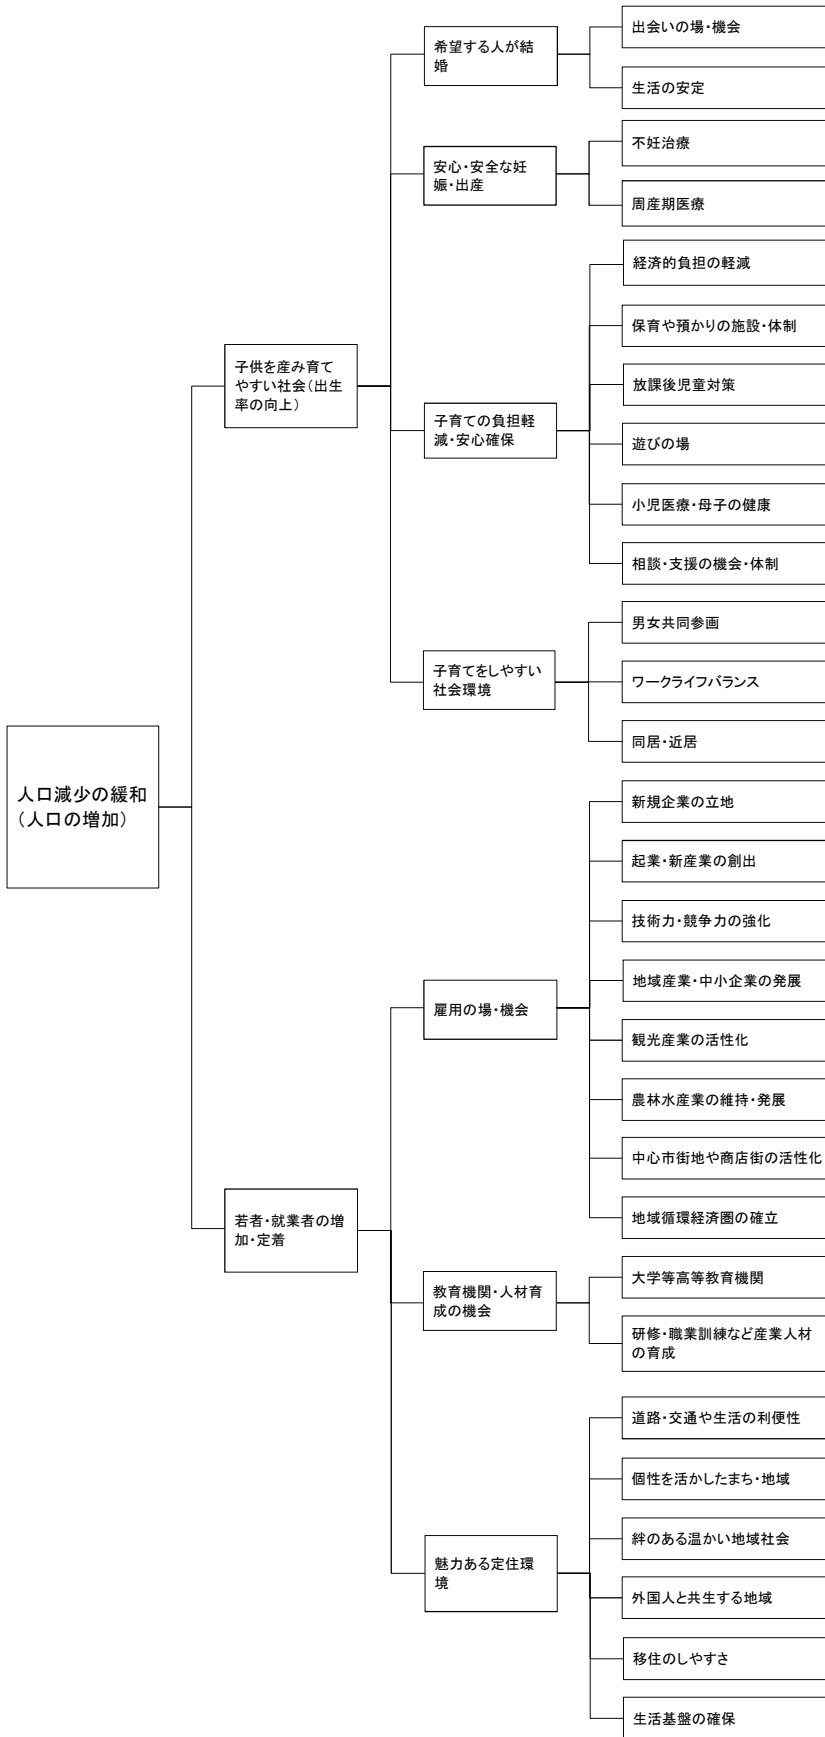 人口減少の緩和
（人口の増加）
子供を産み育て
やすい社会（出生
率の向上）
希望する人が結
婚
出会いの場・機会
生活の安定
安心・安全な妊
娠・出産
不妊治療
周産期医療
子育ての負担軽
減・安心確保
経済的負担の軽減
保育や預かりの施設・体制
放課後児童対策
遊びの場
小児医療・母子の健康
相談・支援の機会・体制
子育てをしやすい
社会環境
男女共同参画
ワークライフバランス
同居・近居
若者・就業者の増
加・定着
雇用の場・機会
新規企業の立地
起業・新産業の創出
技術力・競争力の強化
地域産業・中小企業の発展
観光産業の活性化
農林水産業の維持・発展
中心市街地や商店街の活性化
地域循環経済圏の確立
教育機関・人材育
成の機会
大学等高等教育機関
研修・職業訓練など産業人材
の育成
魅力ある定住環
境
道路・交通や生活の利便性
個性を活かしたまち・地域
絆のある温かい地域社会
外国人と共生する地域
移住のしやすさ
生活基盤の確保